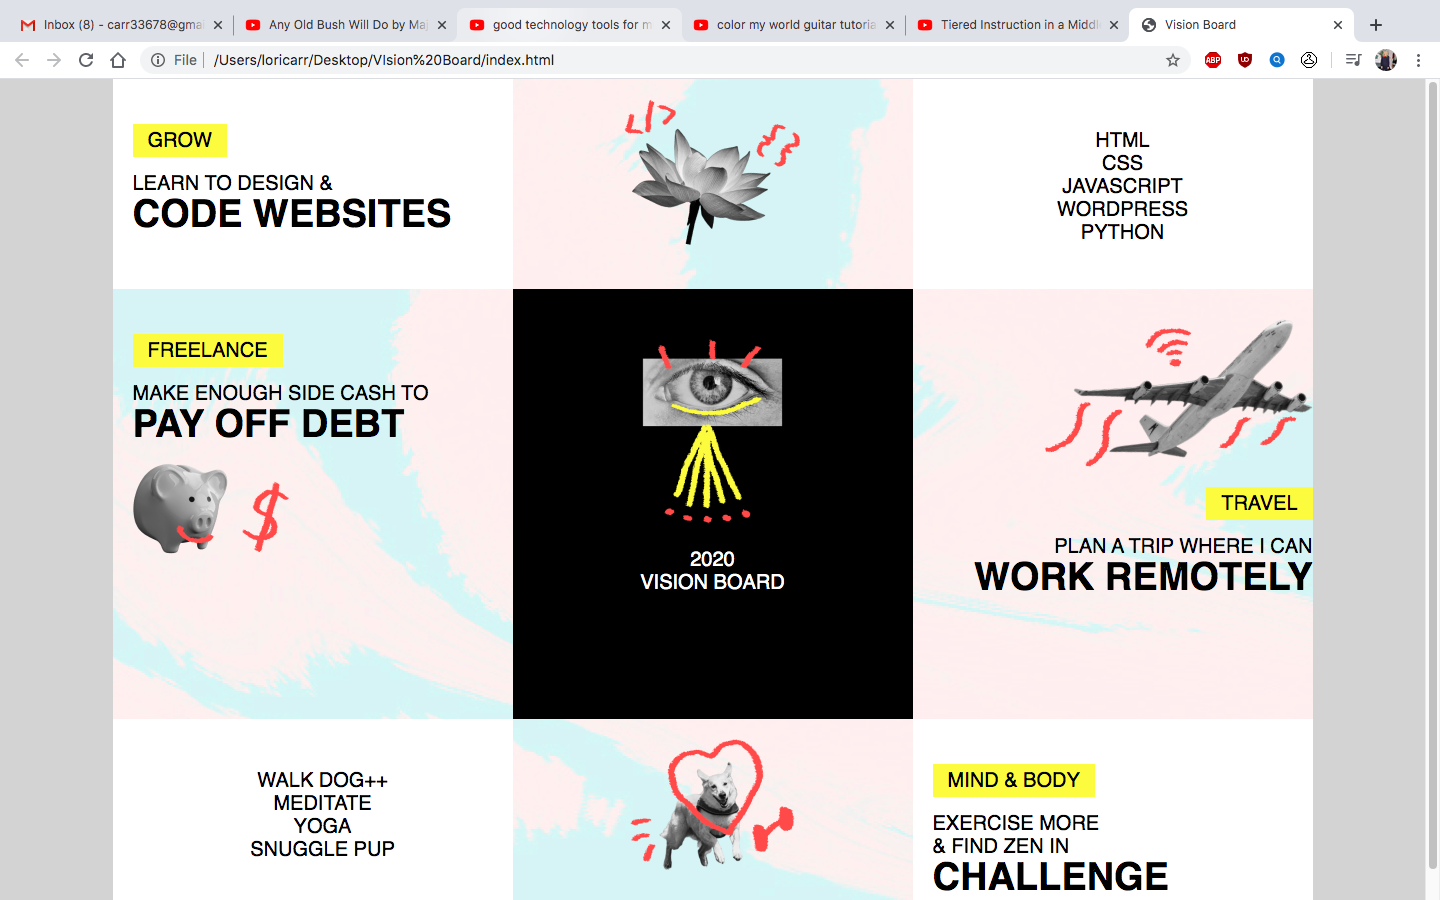 Inbox (8) - carr33678@gmai
Any Old Bush Will Do by Maj
good technology tools for m
color my world guitar tutoria
Tiered Instruction in a Middl
Vision Board
File
/Users/loricarr/Desktop/VIsion%20Board/index.html
ABP
GROW
LEARN TO DESIGN &
CODE WEBSITES
</>
{}
HTML
CSS
JAVASCRIPT
WORDPRESS
PYTHON
FREELANCE
MAKE ENOUGH SIDE CASH TO
PAY OFF DEBT
$
2020
VISION BOARD
TRAVEL
PLAN A TRIP WHERE I CAN
WORK REMOTELY
WALK DOG++
MEDITATE
YOGA
SNUGGLE PUP
MIND & BODY
EXERCISE MORE
& FIND ZEN IN
CHALLENGE